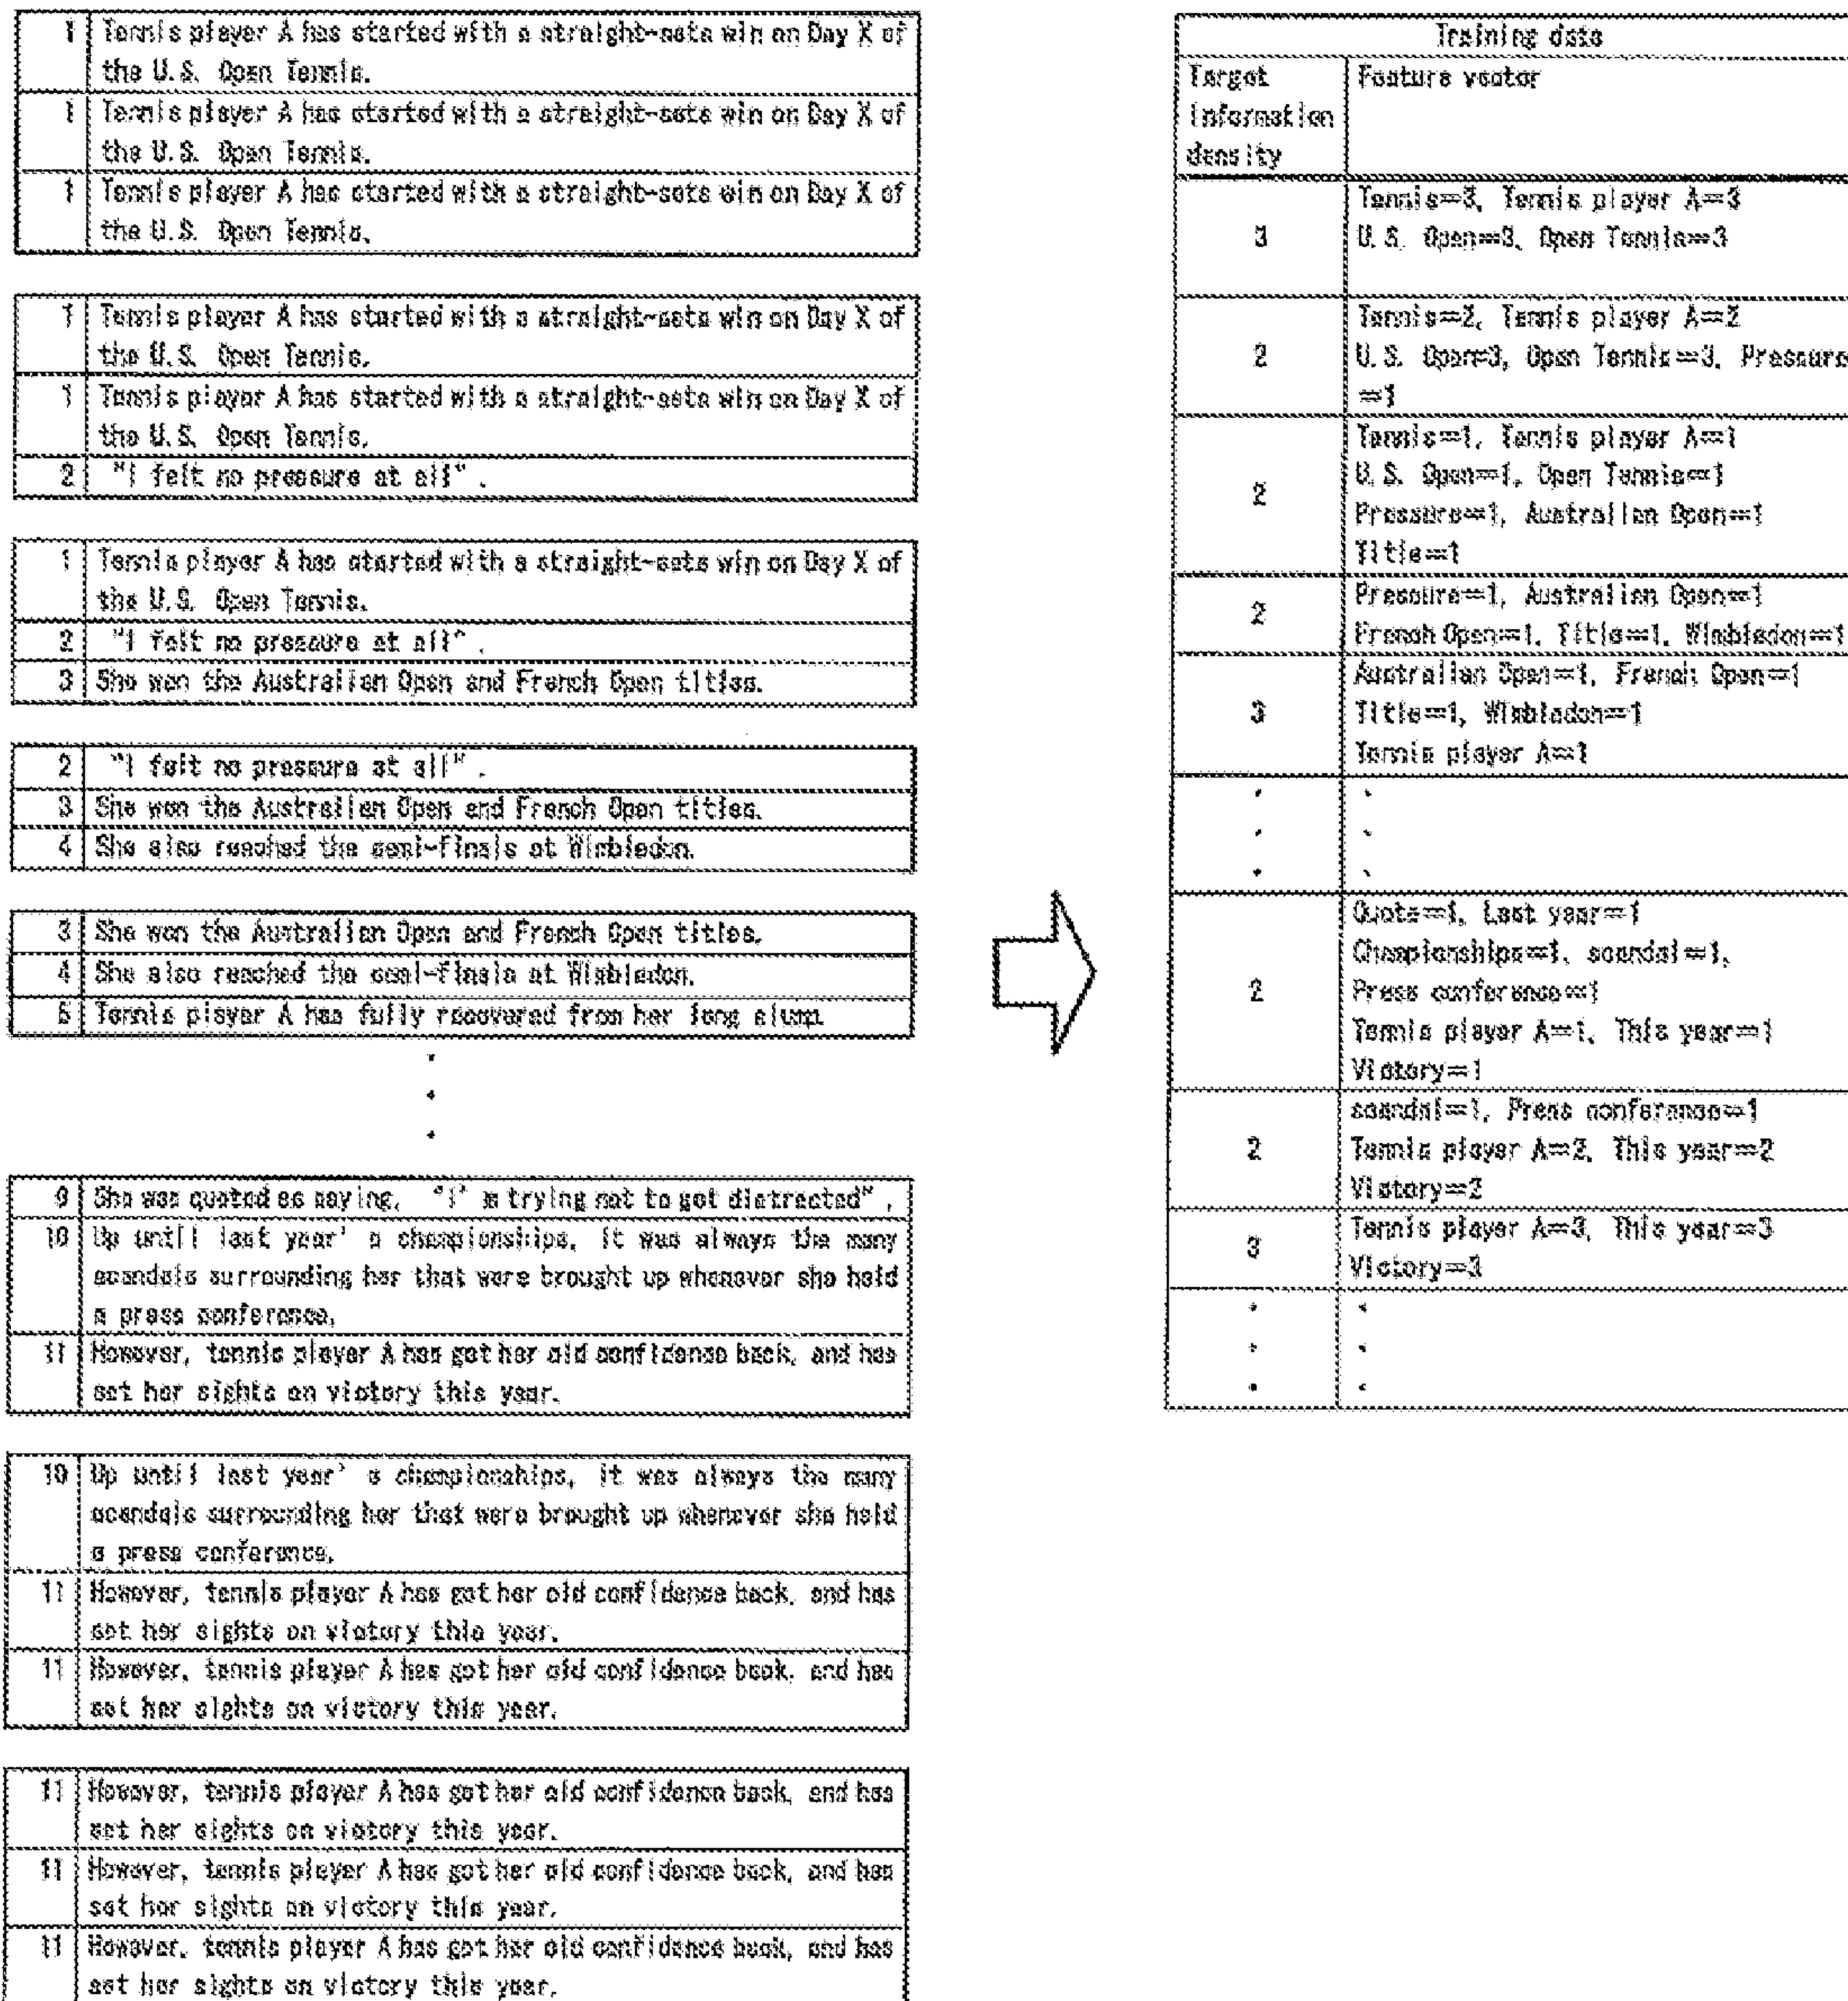 1 Tennis player A has started with a straight-sets win on Day X of
the U.S. Open Tennis.
1 Tennis player A has started with a straight-sets win on Day X of
the U.S. Open Tennis.
1 Tennis player A has started with a straight-sets win on Day X of
the U.S. Open Tennis.
1 Tennis player A has started with a straight-sets win on Day X of
the U.S. Open Tennis.
1 Tennis player A has started with a straight-sets win on Day X of
the U.S. Open Tennis.
2 "I felt no pressure at all".
1 Tennis player A has started with a straight-sets win on Day X of
the U.S. Open Tennis.
2 "I felt no pressure at all".
3 She won the Australian Open and French Open titles.
2 "I felt no pressure at all".
3 She won the Australian Open and French Open titles.
4 She also reached the semi-finals at Wimbledon.
3 She won the Australian Open and French Open titles.
4 She also reached the semi-finals at Wimbledon.
5 Tennis player A has fully recovered from her long slump.
9 She was quoted as saying, "I' m trying not to get distracted".
10 Up until last year' s championships, it was always the many
scandals surrounding her that were brought up whenever she held
a press conference.
11 However, tennis player A has got her old confidence back, and has
set her sights on victory this year.
10 Up until last year' s championships, it was always the many
scandals surrounding her that were brought up whenever she held
a press conference.
11 However, tennis player A has got her old confidence back, and has
set her sights on victory this year.
11 However, tennis player A has got her old confidence back, and has
set her sights on victory this year.
11 However, tennis player A has got her old confidence back, and has
set her sights on victory this year.
11 However, tennis player A has got her old confidence back, and has
set her sights on victory this year.
11 However, tennis player A has got her old confidence back, and has
set her sights on victory this year.
Training data
Target
information
density
Feature vector
3
Tennis=3, Tennis player A=3
U.S. Open=3, Open Tennis=3
2
Tennis=2, Tennis player A=2
U.S. Open=3, Open Tennis=3, Pressure
=1
2
Tennis=1, Tennis player A=1
U.S. Open=1, Open Tennis=1
Pressure=1, Australian Open=1
Title=1
2
Pressure=1, Australian Open=1
French Open=1, Title=1, Wimbledon=1
3
Australian Open=1, French Open=1
Title=1, Wimbledon=1
Tennis player A=1
2
Quote=1, Last year=1
Championships=1, scandal=1,
Press conference=1
Tennis player A=1, This year=1
Victory=1
2
scandal=1, Press conference=1
Tennis player A=2, This year=2
Victory=2
3
Tennis player A=3, This year=3
Victory=3